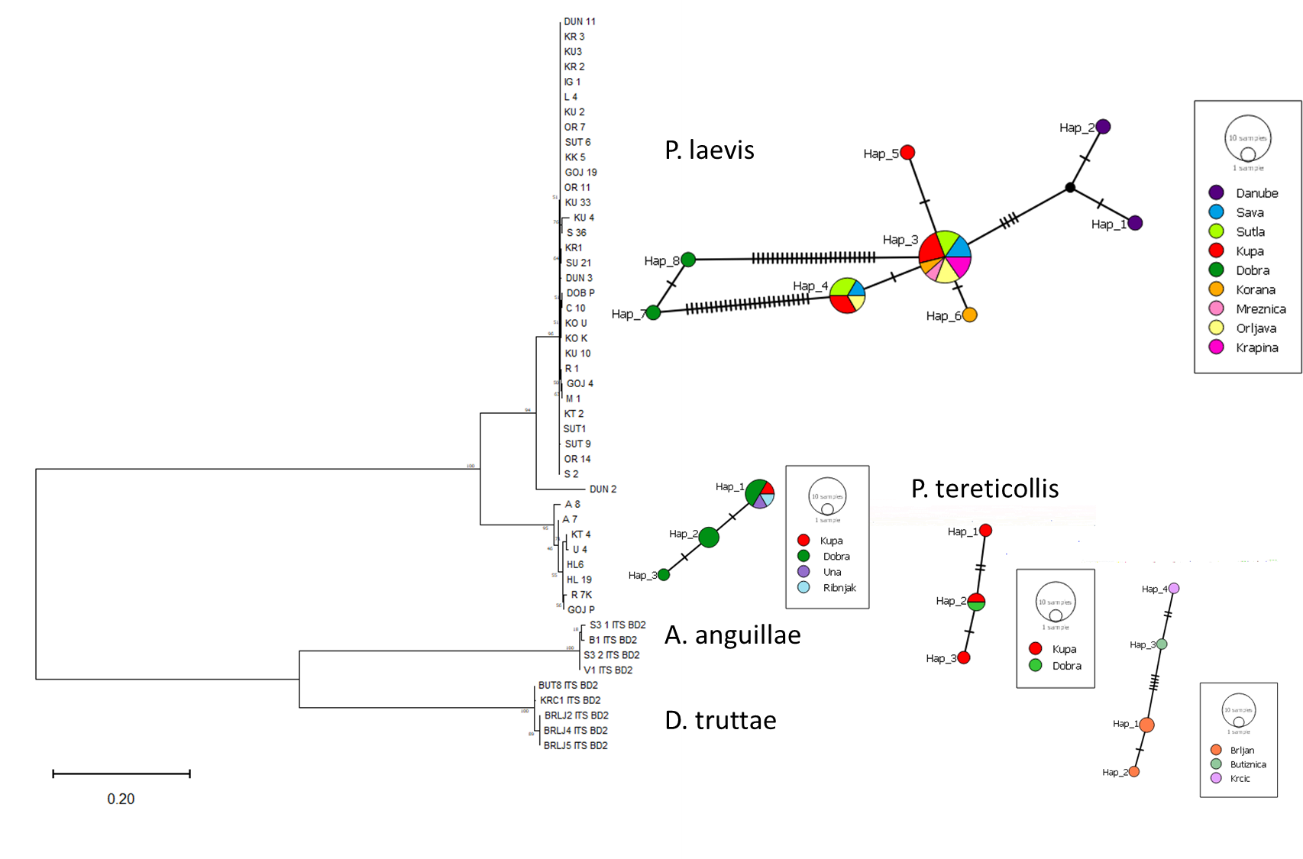 DUN 11
KR 3
KU3
KR 2
IG 1
L 4
KU 2
OR 7
SUT 6
KK 5
GOJ 19
OR 11
KU 33
KU 4
S 36
KR1
SU 21
DUN 3
DOB P
C 10
KO U
KO K
KU 10
R 1
GOJ 4
M 1
KT 2
SUT1
SUT 9
OR 14
S 2
DUN 2
A 8
A 7
KT 4
U 4
HL6
HL 19
R 7K
GOJ P
S3 1 ITS BD2
B1 ITS BD2
S3 2 ITS BD2
V1 ITS BD2
BUT8 ITS BD2
KRC1 ITS BD2
BRLJ2 ITS BD2
BRLJ4 ITS BD2
BRLJ5 ITS BD2
100
100
100
0.20
P. laevis
Hap_5
Hap_2
Hap_1
Hap_3
Hap_8
Hap_4
Hap_7
Hap_6
10 samples
1 sample
Danube
Sava
Sutla
Kupa
Dobra
Korana
Mreznica
Orljava
Krapina
Hap_1
Hap_2
Hap_3
10 samples
1 sample
Kupa
Dobra
Una
Ribnjak
P. tereticollis
Hap_1
Hap_2
Hap_3
10 samples
1 sample
Kupa
Dobra
A. anguillae
D. truttae
Hap_4
Hap_3
Hap_1
Hap_2
10 samples
1 sample
Brljan
Butiznica
Krcic